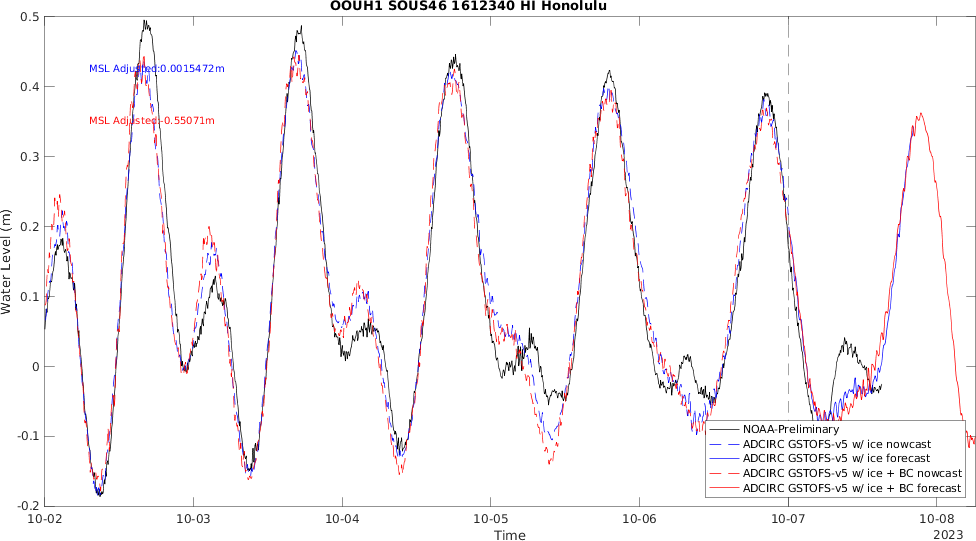 OOUH1 SOUS46 1612340 HI Honolulu
0.5
0.4
0.3
0.2
0.1
0
-0.1
-0.2
Water Level (m)
MSL Adjusted:0.0015472m
MSL Adjusted:-0.55071m
NOAA-Preliminary
ADCIRC GSTOFS-v5 w/ ice nowcast
ADCIRC GSTOFS-v5 w/ ice forecast
ADCIRC GSTOFS-v5 w/ ice + BC nowcast
ADCIRC GSTOFS-v5 w/ ice + BC forecast
10-02 10-03 10-04 10-05 10-06 10-07 10-08
Time
2023